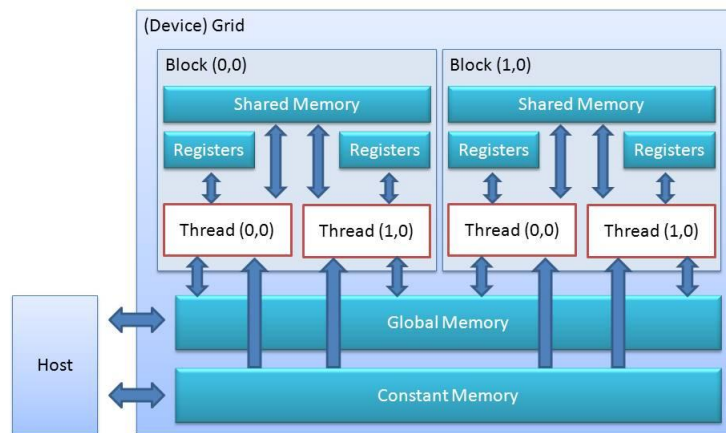 (Device) Grid
Block (0,0)
Shared Memory
Registers
Registers
Thread (0,0)
Thread (1,0)
Block (1,0)
Shared Memory
Registers
Registers
Thread (0,0)
Thread (1,0)
Host
Global Memory
Constant Memory